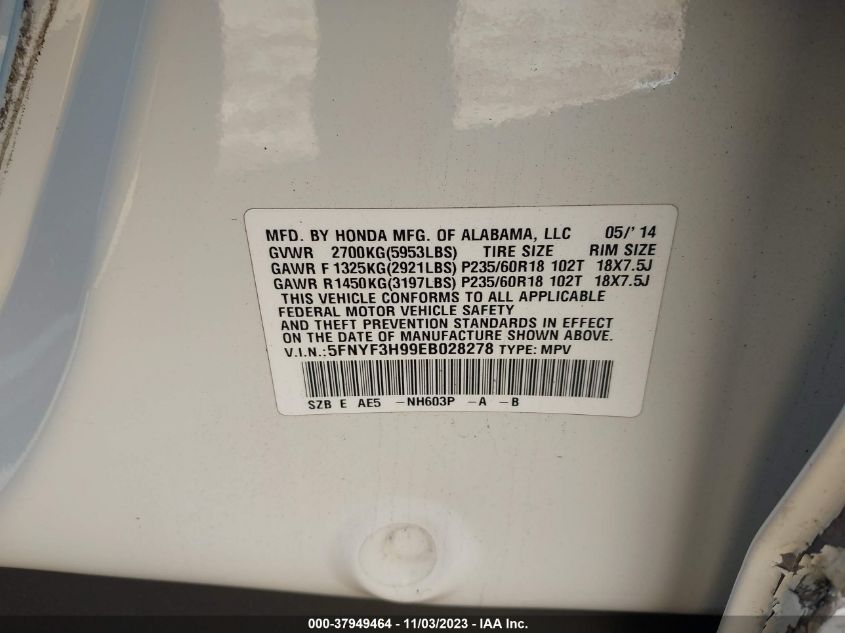 MFD. BY HONDA MFG. OF ALABAMA, LLC 05/' 14
GVWR 2700KG(5953LBS) TIRE SIZE RIM SIZE
GAWR F 1325KG(2921LBS) P235/60R18 102T 18X7.5J
GAWR R1450KG(3197LBS) P235/60R18 102T 18X7.5J
THIS VEHICLE CONFORMS TO ALL APPLICABLE
FEDERAL MOTOR VEHICLE SAFETY
AND THEFT PREVENTION STANDARDS IN EFFECT
ON THE DATE OF MANUFACTURE SHOWN ABOVE.
V.I.N.:5FNYF3H99EB028278 TYPE: MPV
SZB E AE5 -NH603P -A -B
000-37949464 - 11/03/2023 - IAA Inc.